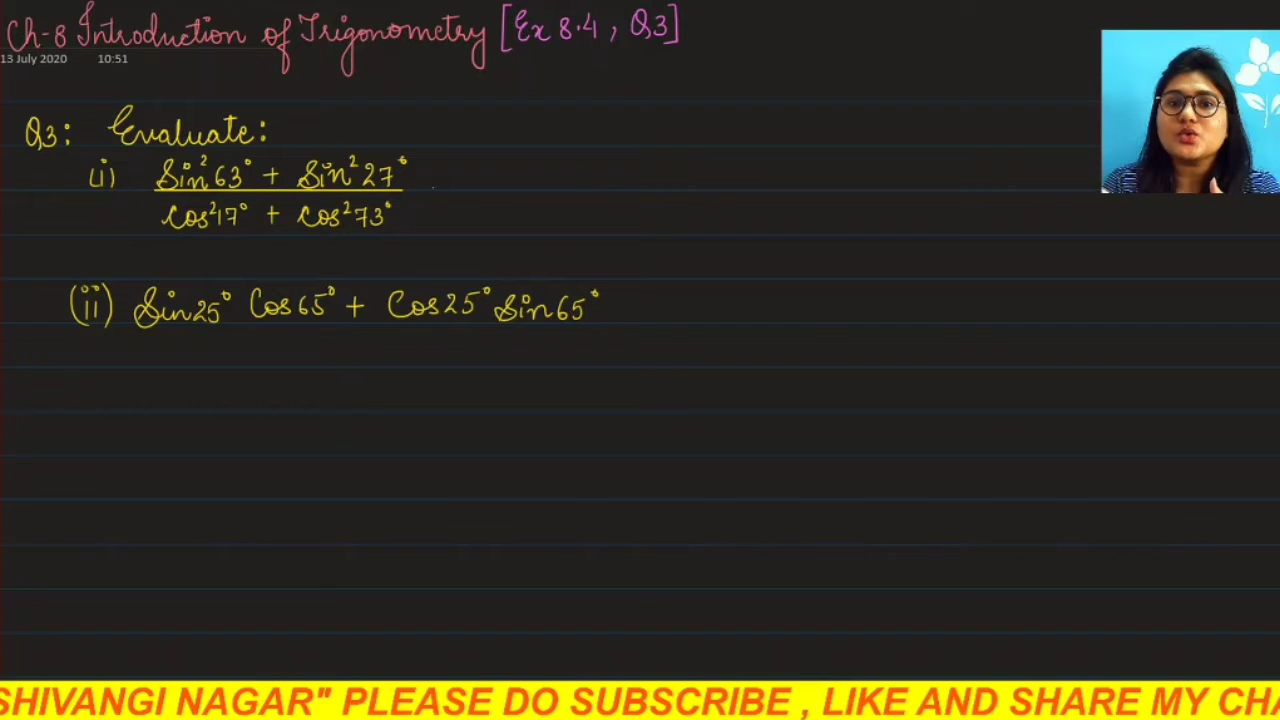 Ch-8 Introduction of Trigonometry [Ex 8.4, Q3]
13 July 2020 10:51
Q3: Evaluate:
(i) Sin²63° + Sin²27°
Cos²17° + Cos²73°
(ii) Sin25° Cos65° + Cos25° Sin65°
SHIVANGI NAGAR" PLEASE DO SUBSCRIBE , LIKE AND SHARE MY CHA